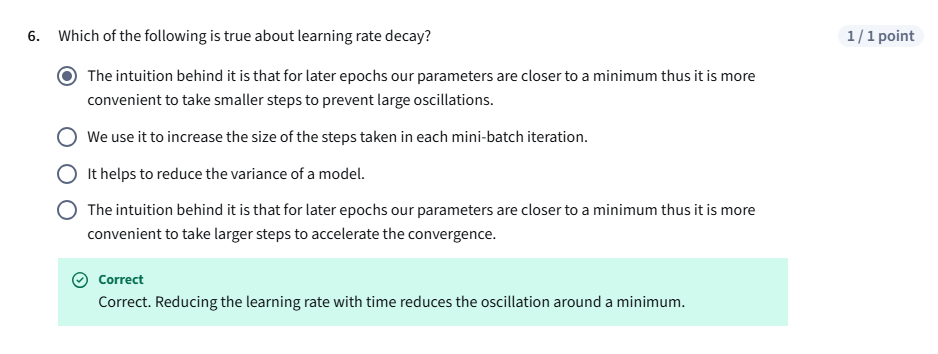 6. Which of the following is true about learning rate decay? 1 / 1 point
The intuition behind it is that for later epochs our parameters are closer to a minimum thus it is more
convenient to take smaller steps to prevent large oscillations.
We use it to increase the size of the steps taken in each mini-batch iteration.
It helps to reduce the variance of a model.
The intuition behind it is that for later epochs our parameters are closer to a minimum thus it is more
convenient to take larger steps to accelerate the convergence.
Correct
Correct. Reducing the learning rate with time reduces the oscillation around a minimum.